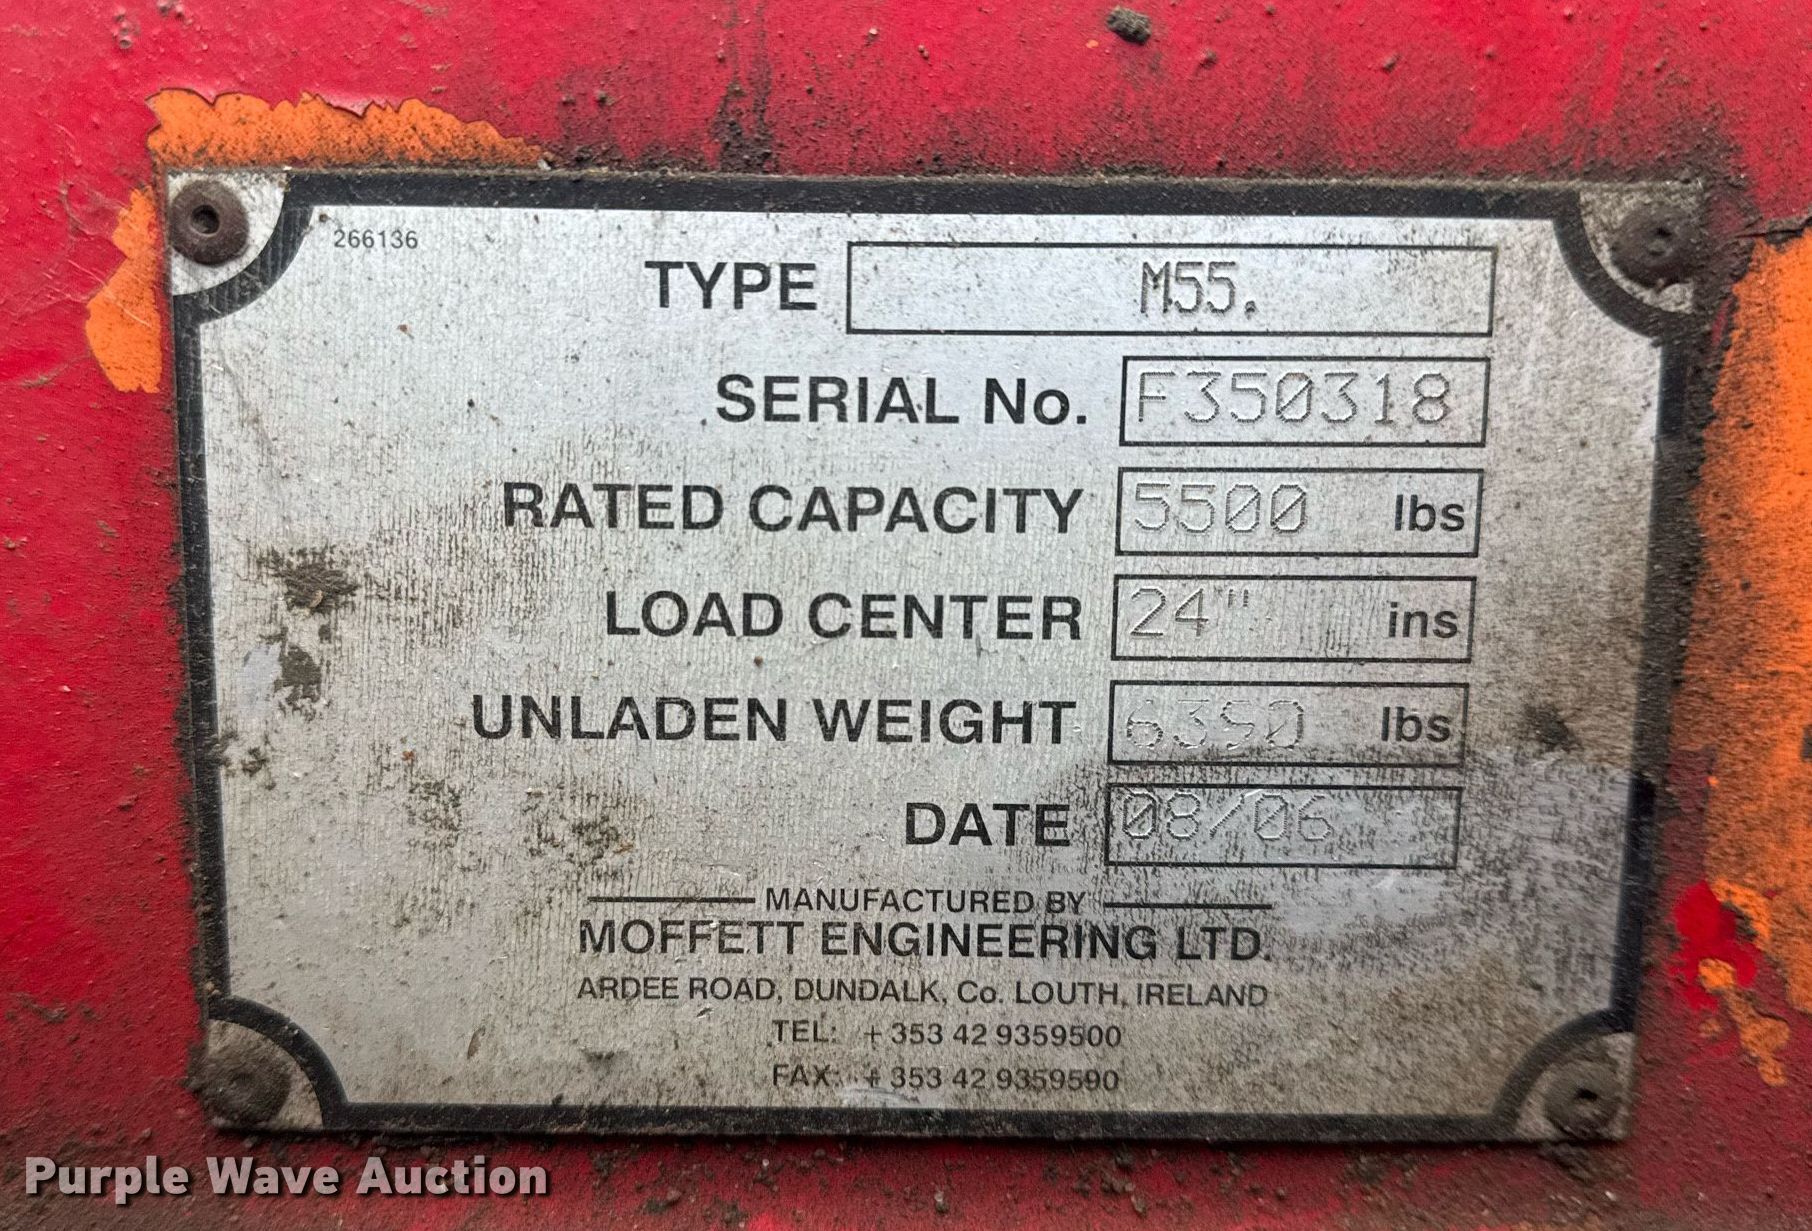 266136
TYPE M55.
SERIAL No. F350318
RATED CAPACITY 5500 lbs
LOAD CENTER 24" ins
UNLADEN WEIGHT 6390 lbs
DATE 08/06
MANUFACTURED BY
MOFFETT ENGINEERING LTD.
ARDEE ROAD, DUNDALK, Co. LOUTH, IRELAND
TEL: +353 42 9359500
FAX: +353 42 9359590
Purple Wave Auction